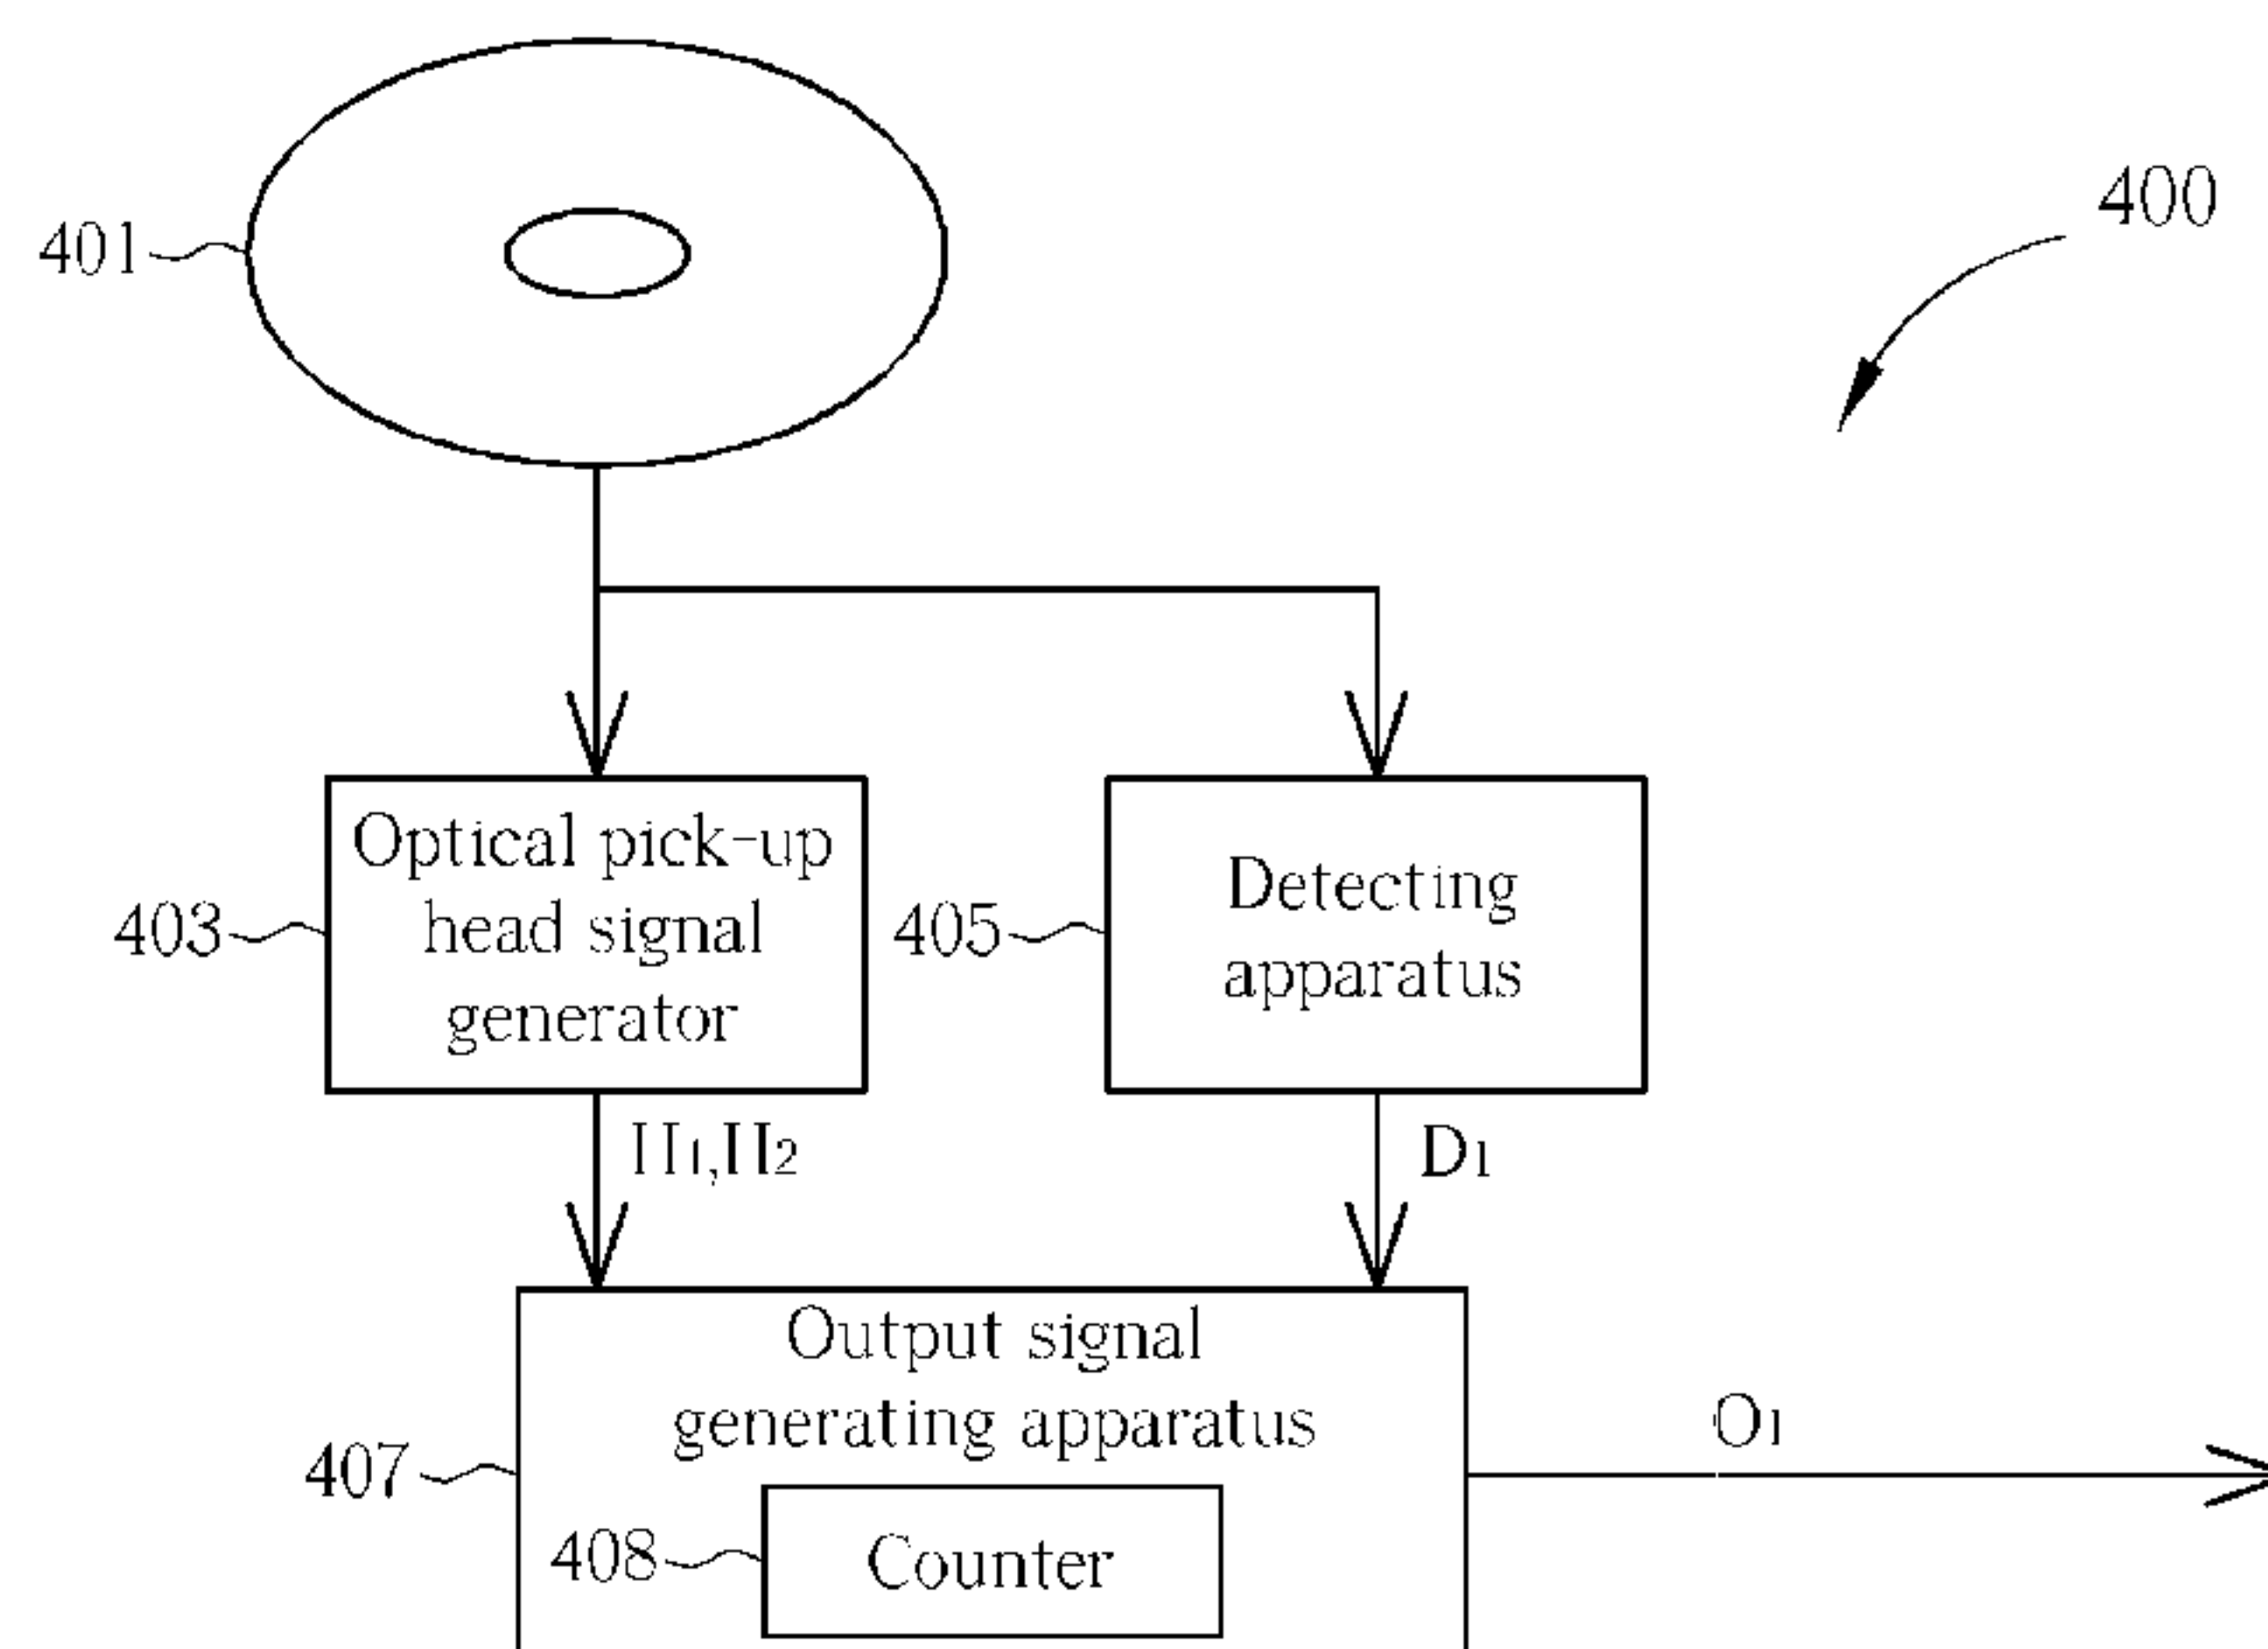 400
401
Optical pick-up
head signal
generator
403
Detecting
apparatus
405
H1,H2
D1
Output signal
generating apparatus
407
O1
408
Counter